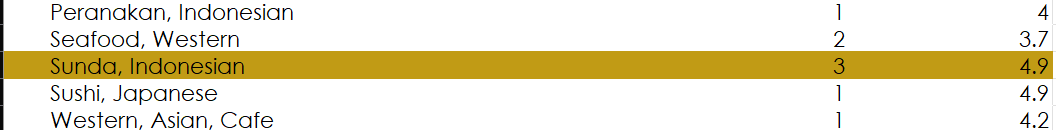 Peranakan, Indonesian 1 4
Seafood, Western 2 3.7
Sunda, Indonesian 3 4.9
Sushi, Japanese 1 4.9
Western, Asian, Cafe 1 4.2